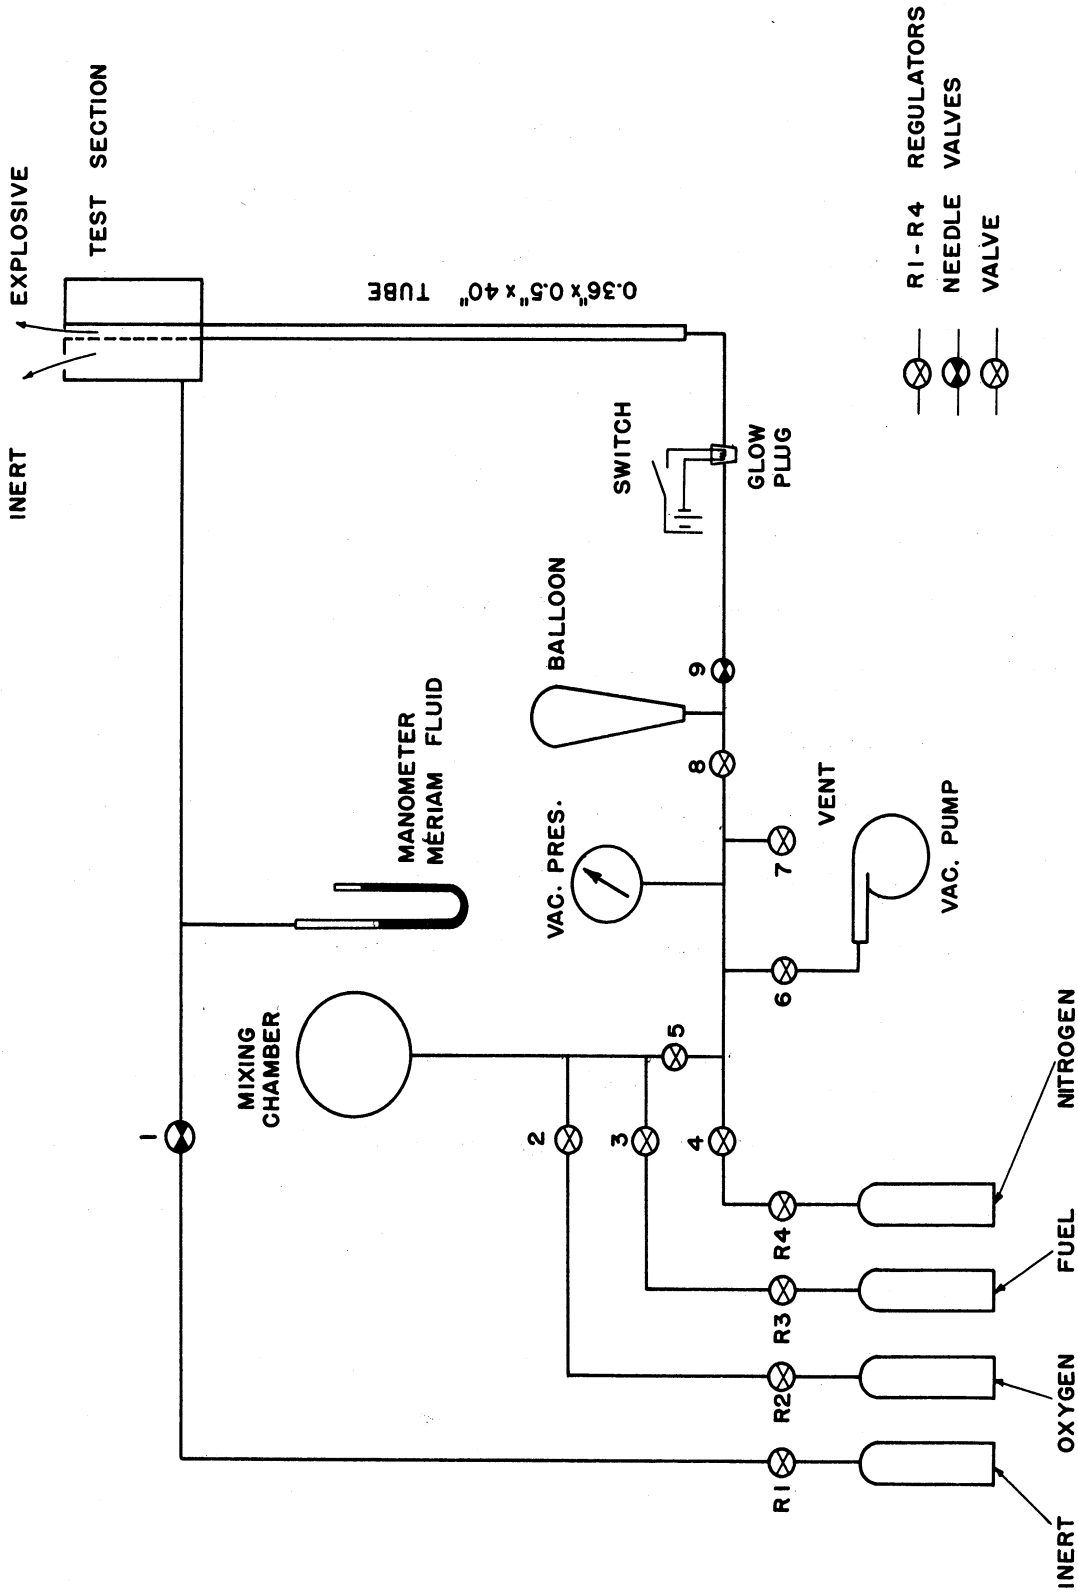 INERT
EXPLOSIVE
TEST SECTION
0.36"x 0.5"x 40" TUBE
SWITCH
GLOW
PLUG
BALLOON
9
8
MANOMETER
MERIAM FLUID
VAC. PRES.
7
VENT
6
VAC. PUMP
MIXING
CHAMBER
5
1
2
3
4
R1
R2
R3
R4
INERT
OXYGEN
FUEL
NITROGEN
R1-R4 REGULATORS
NEEDLE VALVES
VALVE